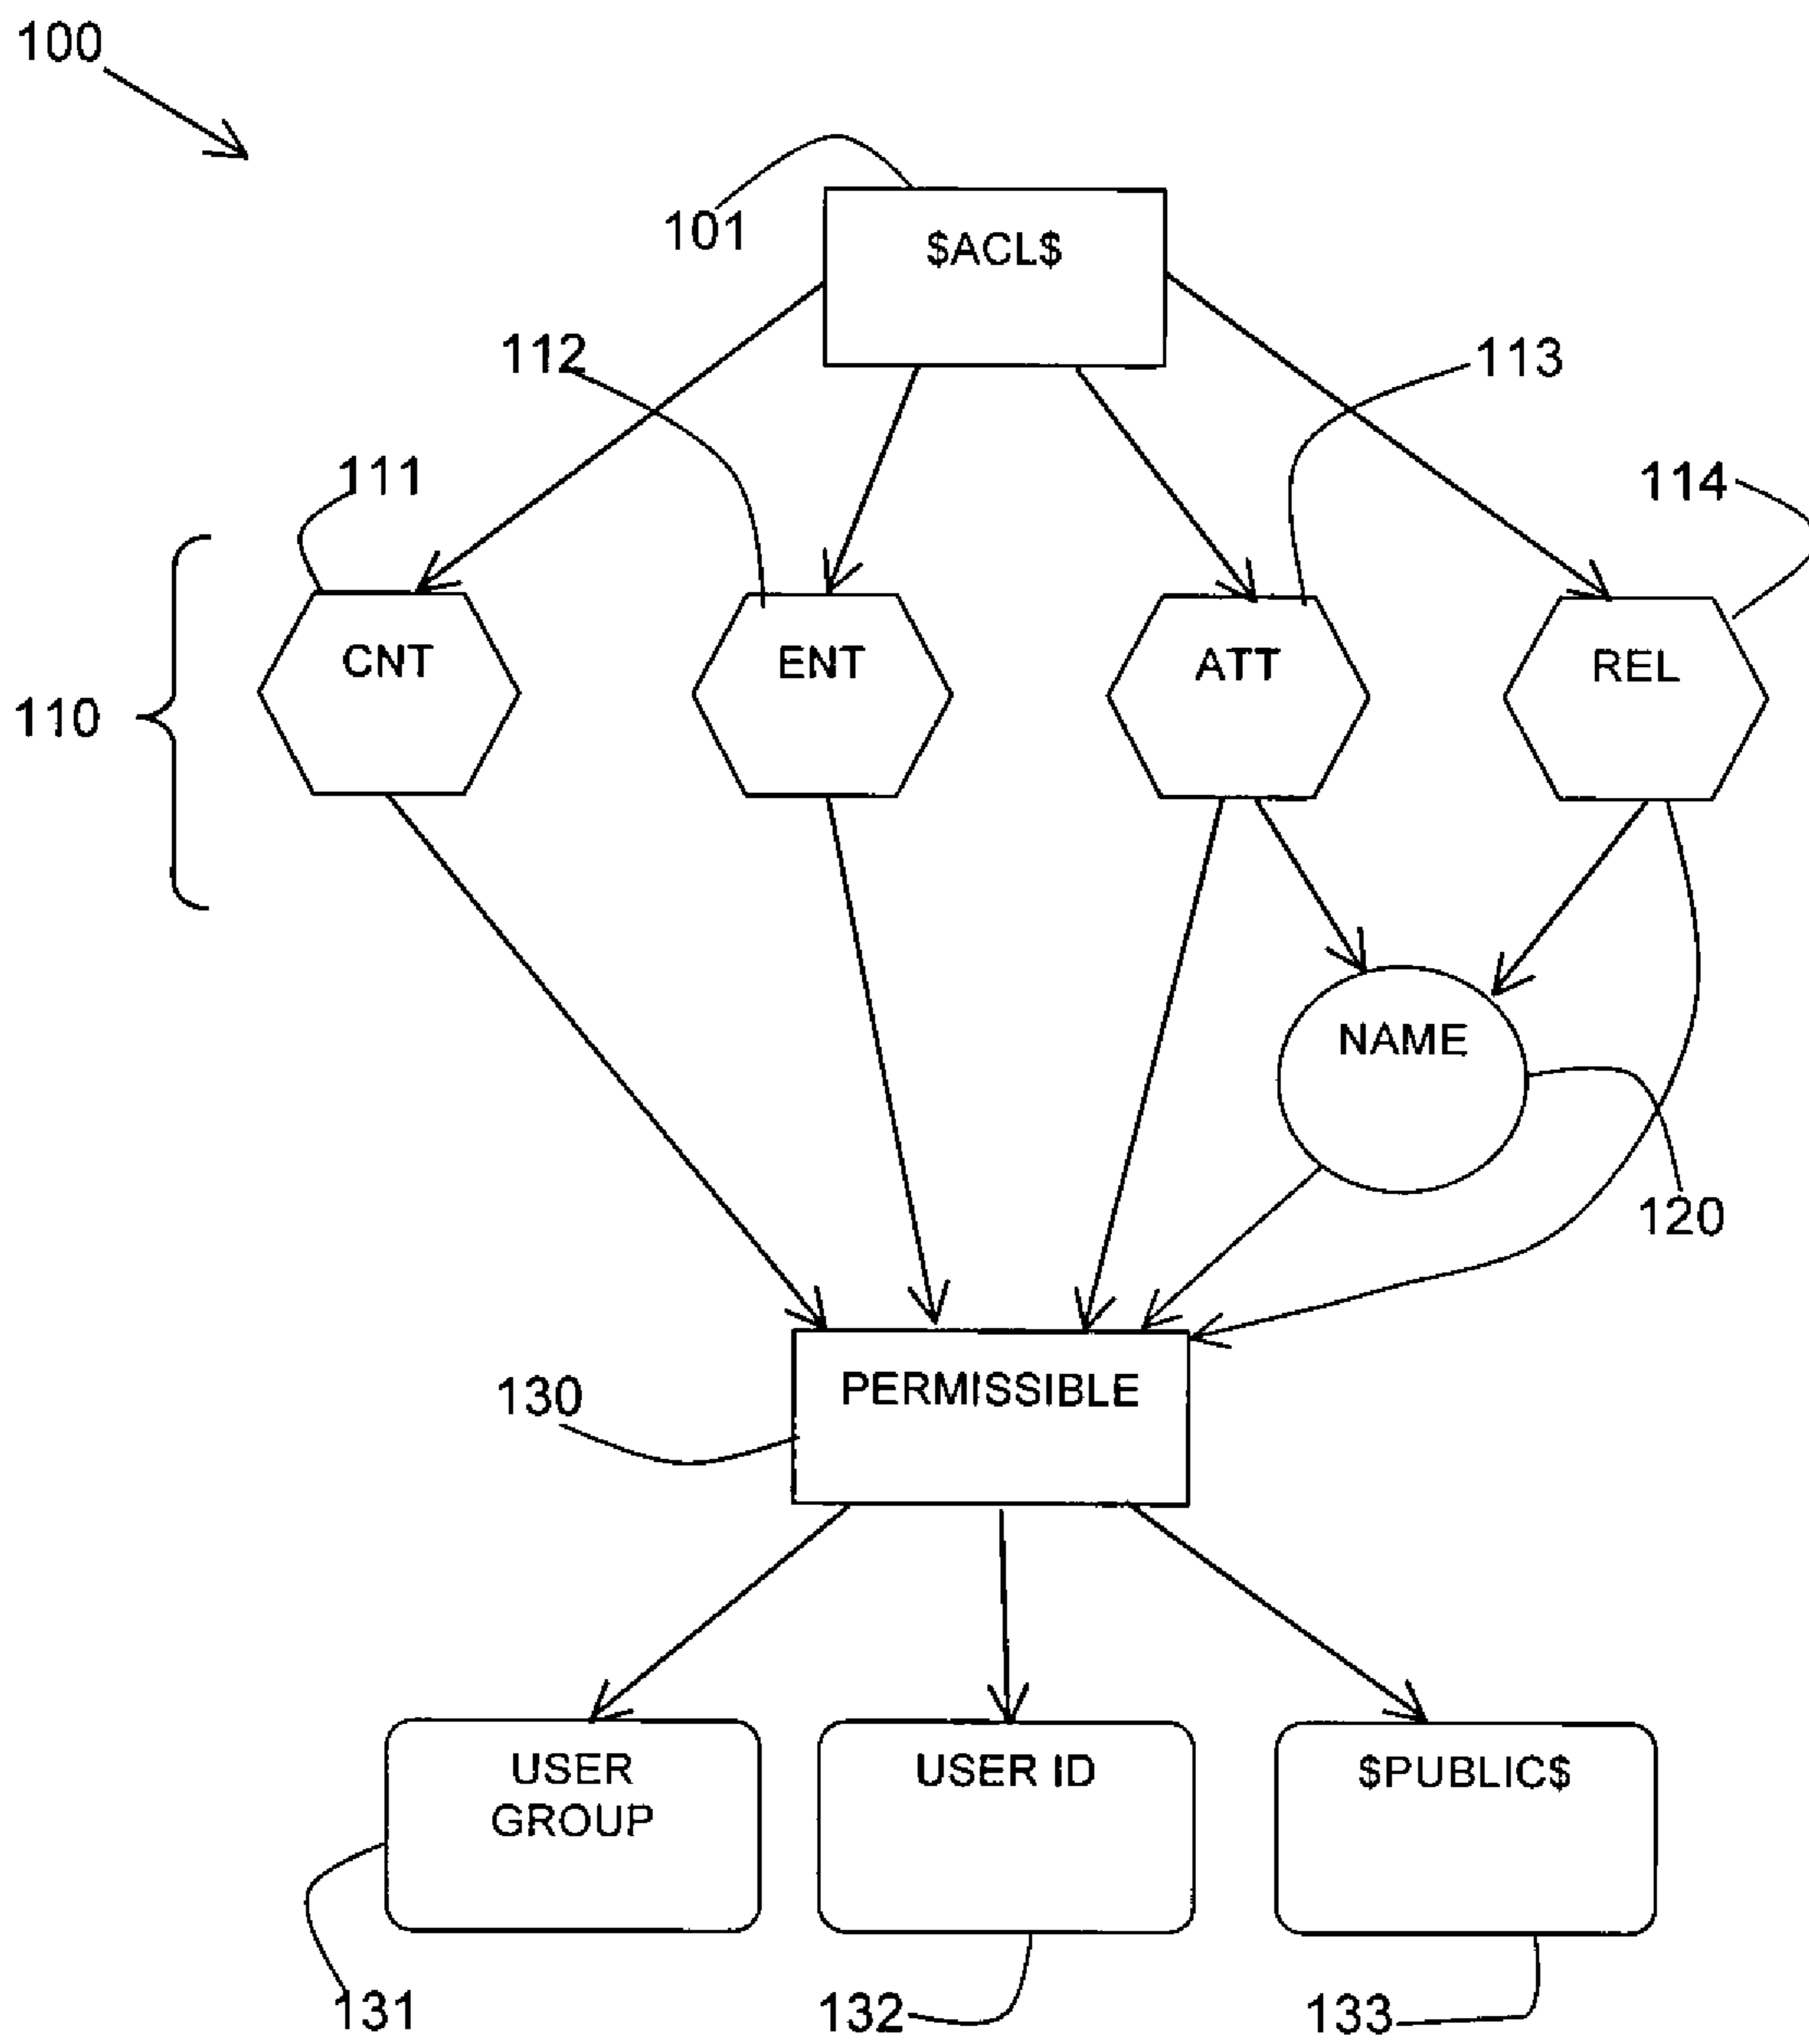 100
101
$ACL$
112
113
111
114
110
CNT
ENT
ATT
REL
NAME
120
130
PERMISSIBLE
USER
GROUP
USER ID
$PUBLIC$
131
132
133